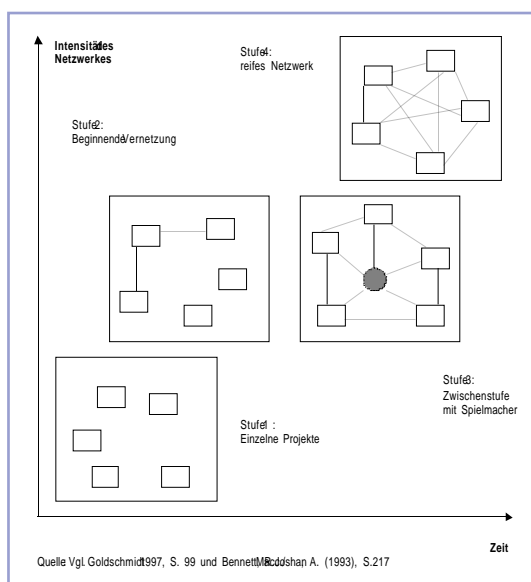 Intensität des
Netzwerkes
Stufe 4:
reifes Netzwerk
Stufe 2:
Beginnende Vernetzung
Stufe 3:
Zwischenstufe
mit Spielmacher
Stufe 1 :
Einzelne Projekte
Zeit
Quelle: Vgl. Goldschmidt 1997, S. 99 und Bennett, A. (1993), S.217